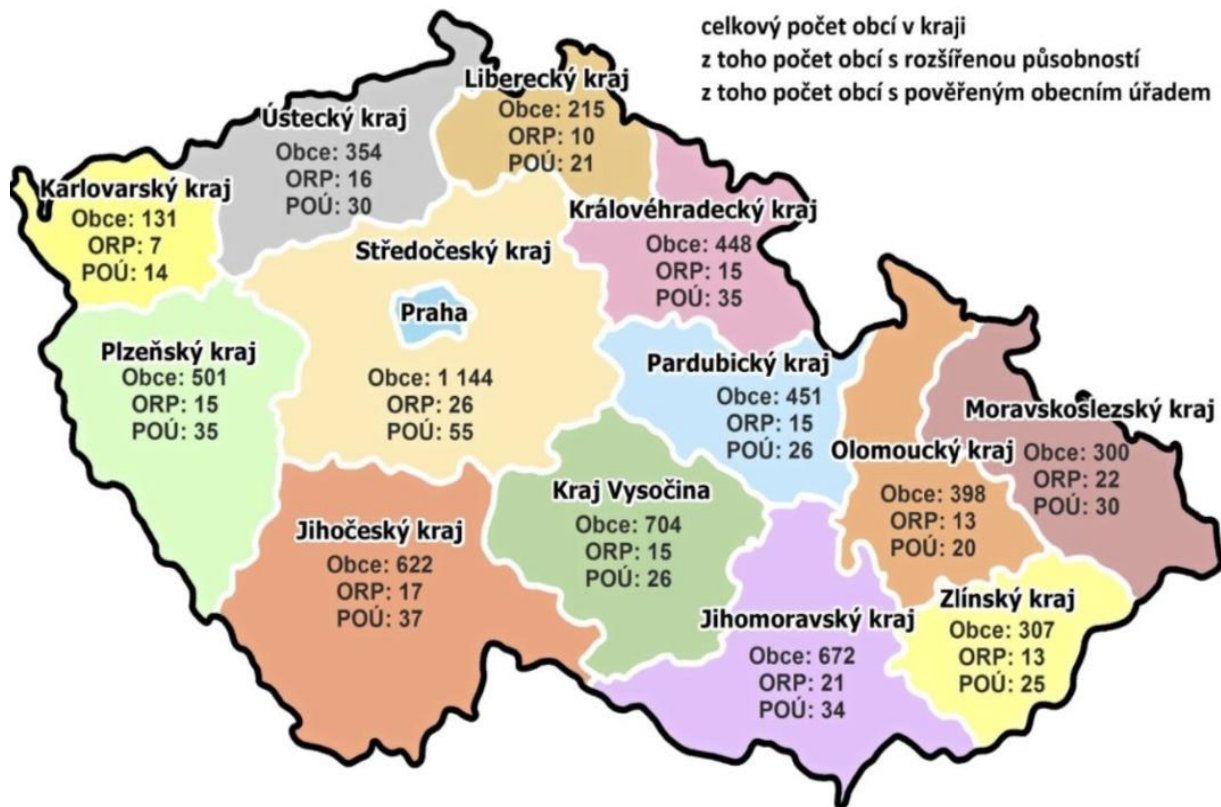 celkový počet obcí v kraji
z toho počet obcí s rozšířenou působností
z toho počet obcí s pověřeným obecním úřadem
Liberecký kraj
Obce: 215
ORP: 10
POÚ: 21
Ústecký kraj
Obce: 354
ORP: 16
POÚ: 30
Karlovarský kraj
Obce: 131
ORP: 7
POÚ: 14
Královéhradecký kraj
Obce: 448
ORP: 15
POÚ: 35
Středočeský kraj
Praha
Obce: 1 144
ORP: 26
POÚ: 55
Plzeňský kraj
Obce: 501
ORP: 15
POÚ: 35
Pardubický kraj
Obce: 451
ORP: 15
POÚ: 26
Moravskoslezský kraj
Obce: 300
ORP: 22
POÚ: 30
Olomoucký kraj
Obce: 398
ORP: 13
POÚ: 20
Kraj Vysočina
Obce: 704
ORP: 15
POÚ: 26
Jihočeský kraj
Obce: 622
ORP: 17
POÚ: 37
Zlínský kraj
Obce: 307
ORP: 13
POÚ: 25
Jihomoravský kraj
Obce: 672
ORP: 21
POÚ: 34